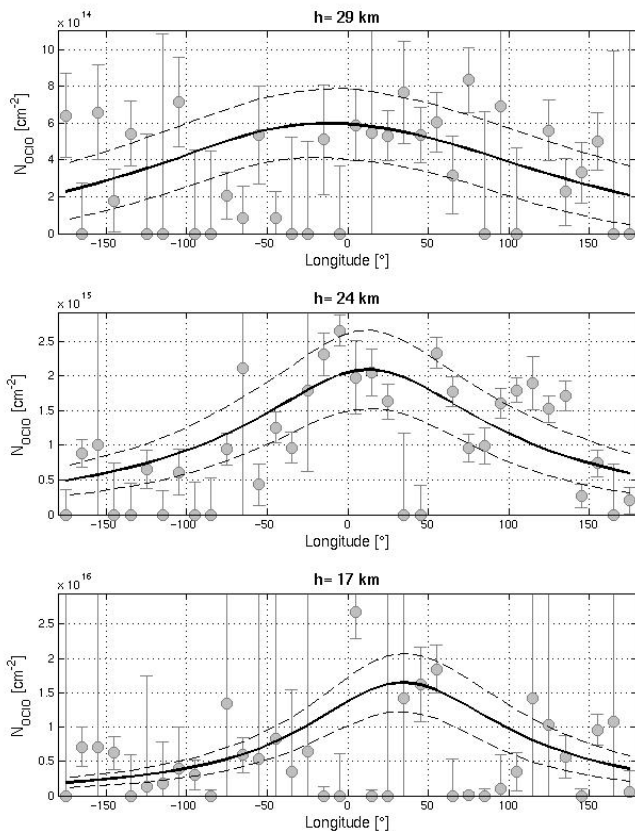 h= 29 km
x 10^14
10
8
6
4
2
0
N_OClO [cm^-2]
−150 −100 −50 0 50 100 150
Longitude [°]
h= 24 km
x 10^15
2.5
2
1.5
1
0.5
0
N_OClO [cm^-2]
−150 −100 −50 0 50 100 150
Longitude [°]
h= 17 km
x 10^16
2.5
2
1.5
1
0.5
0
N_OClO [cm^-2]
−150 −100 −50 0 50 100 150
Longitude [°]